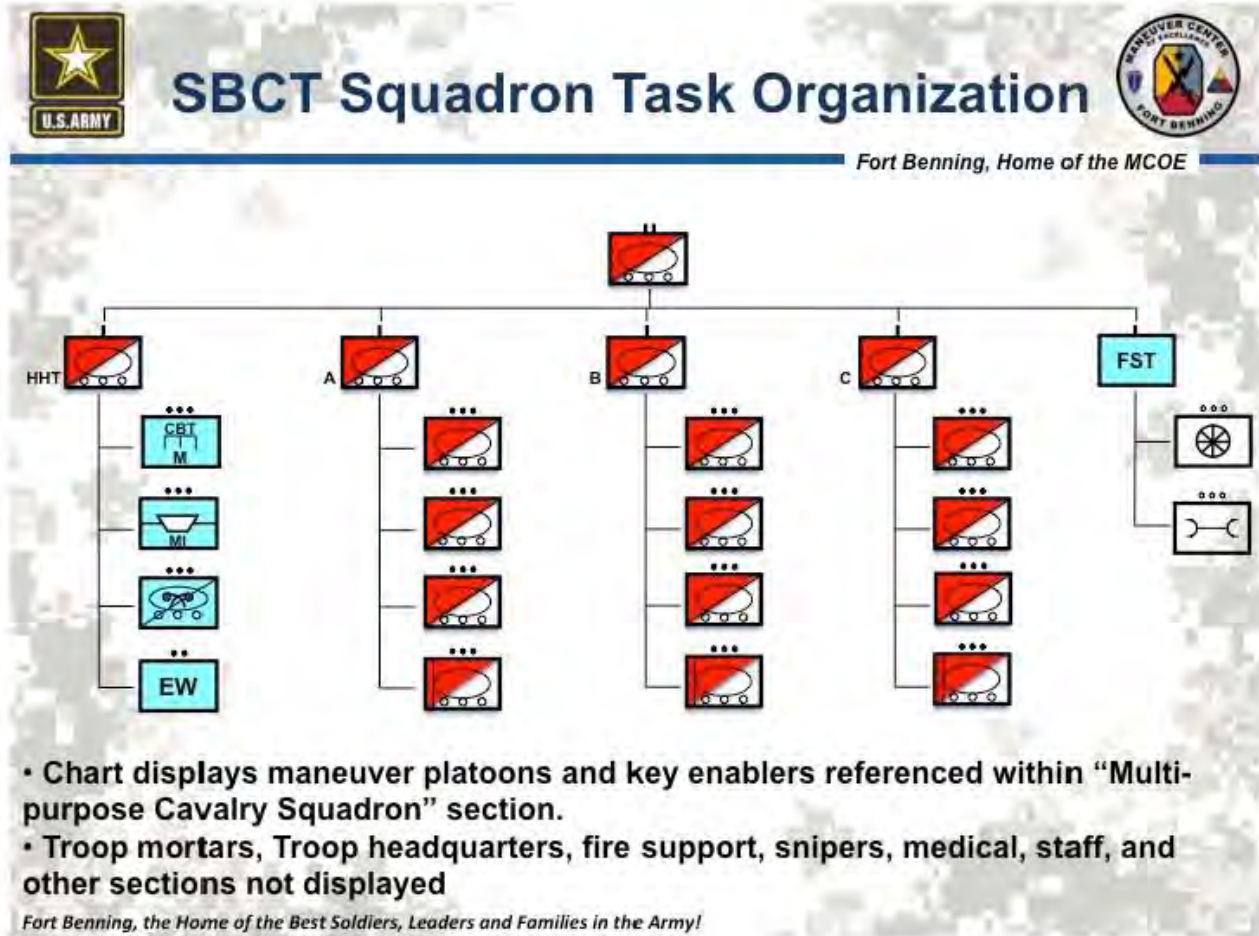 SBCT Squadron Task Organization
U.S.ARMY
MANEUVER CENTER
OF EXCELLENCE
FORT BENNING
Fort Benning, Home of the MCOE
HHT
A
B
C
FST
CBT
M
MI
EW
• Chart displays maneuver platoons and key enablers referenced within “Multi-
purpose Cavalry Squadron” section.
• Troop mortars, Troop headquarters, fire support, snipers, medical, staff, and
other sections not displayed
Fort Benning, the Home of the Best Soldiers, Leaders and Families in the Army!